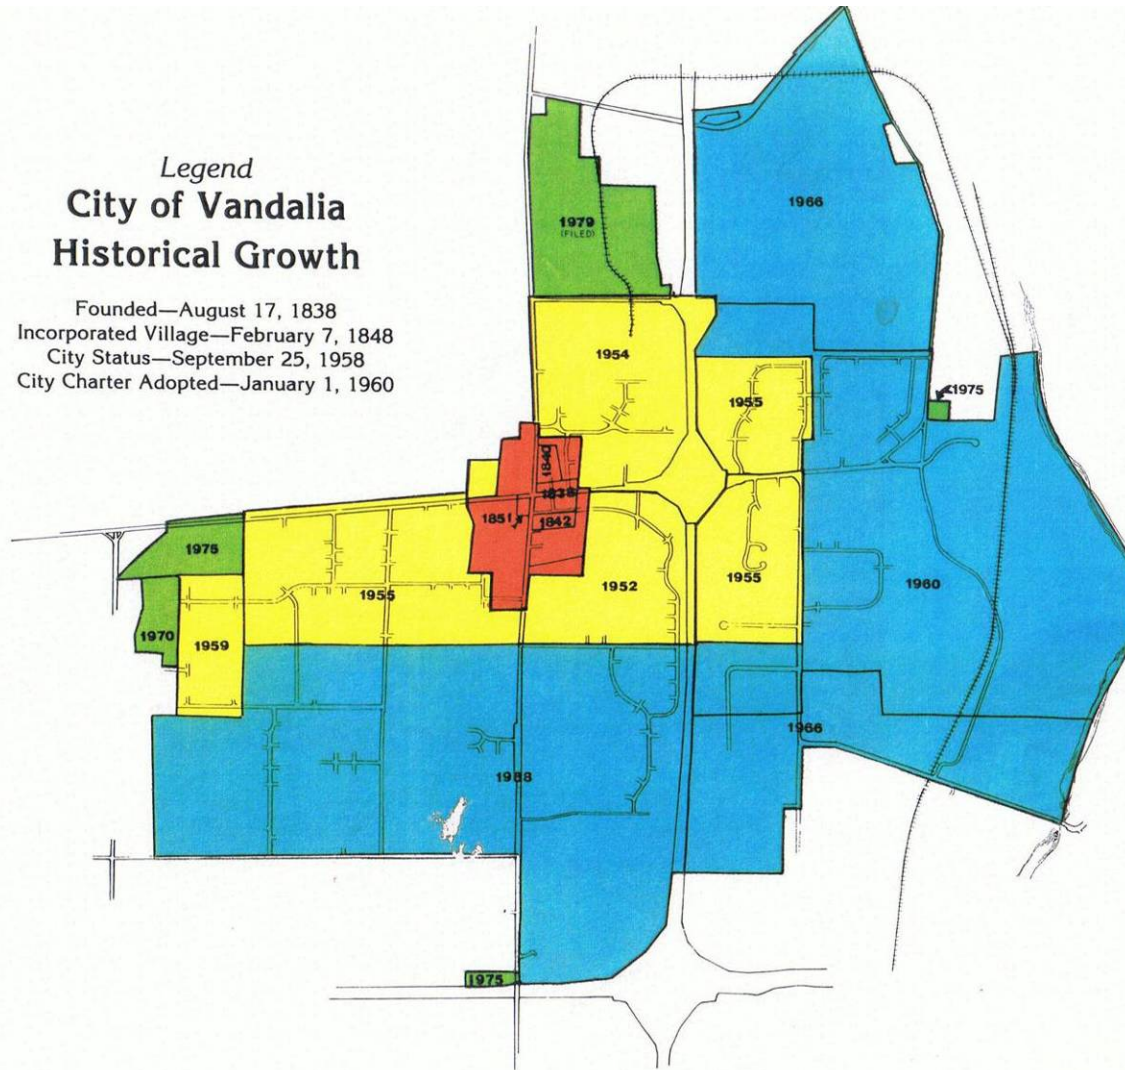 Legend
City of Vandalia
Historical Growth
Founded—August 17, 1838
Incorporated Village—February 7, 1848
City Status—September 25, 1958
City Charter Adopted—January 1, 1960
1966
1979
(FILED)
1954
1955
1975
1840
1838
1851
1842
1975
1955
1952
1955
1960
1970
1959
1966
1988
1975